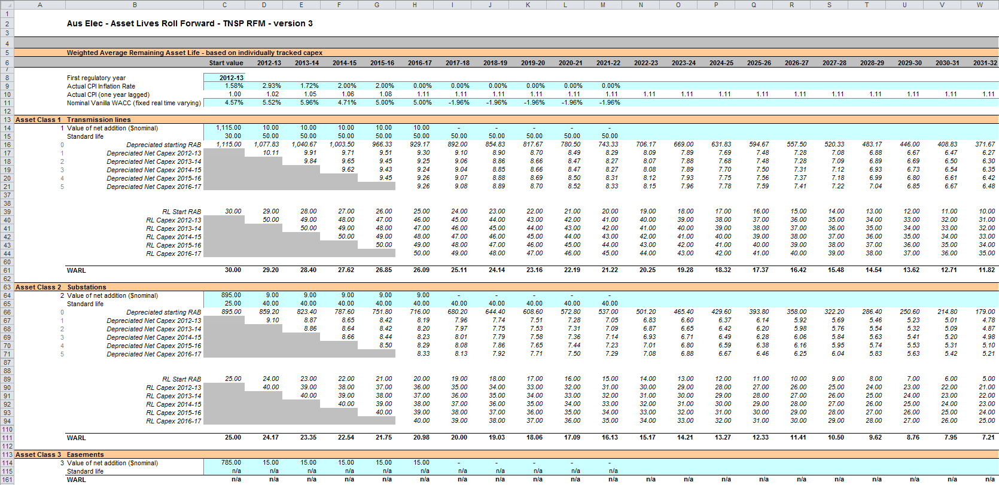 A B C D E F G H I J K L M N O P Q R S T U V W
1
2 Aus Elec - Asset Lives Roll Forward - TNSP RFM - version 3
3
4
5 Weighted Average Remaining Asset Life - based on individually tracked capex
6 Start value 2012-13 2013-14 2014-15 2015-16 2016-17 2017-18 2018-19 2019-20 2020-21 2021-22 2022-23 2023-24 2024-25 2025-26 2026-27 2027-28 2028-29 2029-30 2030-31 2031-32
7
8 First regulatory year 2012-13
9 Actual CPI Inflation Rate 1.58% 2.93% 1.72% 2.00% 2.00% 0.00% 0.00% 0.00% 0.00% 0.00% 0.00%
10 Actual CPI (one year lagged) 1.00 1.02 1.05 1.06 1.08 1.11 1.11 1.11 1.11 1.11 1.11 1.11 1.11 1.11 1.11 1.11 1.11 1.11 1.11 1.11 1.11
11 Nominal Vanilla WACC (fixed real time varying) 4.57% 5.52% 5.96% 4.71% 5.00% 5.00% -1.96% -1.96% -1.96% -1.96% -1.96%
12
13 Asset Class 1 Transmission lines
14 1 Value of net addition ($nominal) 1,115.00 10.00 10.00 10.00 10.00 10.00 - - - - -
15 Standard life 30.00 50.00 50.00 50.00 50.00 50.00 50.00 50.00 50.00 50.00 50.00
16 0 Depreciated starting RAB 1,115.00 1,077.83 1,040.67 1,003.50 966.33 929.17 892.00 854.83 817.67 780.50 743.33 706.17 669.00 631.83 594.67 557.50 520.33 483.17 446.00 408.83 371.67
17 1 Depreciated Net Capex 2012-13 10.11 9.91 9.71 9.51 9.30 9.10 8.90 8.70 8.49 8.29 8.09 7.89 7.69 7.48 7.28 7.08 6.88 6.67 6.47 6.27
18 2 Depreciated Net Capex 2013-14 9.84 9.65 9.45 9.25 9.06 8.86 8.66 8.47 8.27 8.07 7.88 7.68 7.48 7.28 7.09 6.89 6.69 6.50 6.30
19 3 Depreciated Net Capex 2014-15 9.62 9.43 9.24 9.04 8.85 8.66 8.47 8.27 8.08 7.89 7.70 7.50 7.31 7.12 6.93 6.73 6.54 6.35
20 4 Depreciated Net Capex 2015-16 9.45 9.26 9.07 8.88 8.69 8.50 8.31 8.12 7.93 7.75 7.56 7.37 7.18 6.99 6.80 6.61 6.42
21 5 Depreciated Net Capex 2016-17 9.26 9.08 8.89 8.70 8.52 8.33 8.15 7.96 7.78 7.59 7.41 7.22 7.04 6.85 6.67 6.48
37
38
39 RL Start RAB 30.00 29.00 28.00 27.00 26.00 25.00 24.00 23.00 22.00 21.00 20.00 19.00 18.00 17.00 16.00 15.00 14.00 13.00 12.00 11.00 10.00
40 RL Capex 2012-13 50.00 49.00 48.00 47.00 46.00 45.00 44.00 43.00 42.00 41.00 40.00 39.00 38.00 37.00 36.00 35.00 34.00 33.00 32.00 31.00
41 RL Capex 2013-14 50.00 49.00 48.00 47.00 46.00 45.00 44.00 43.00 42.00 41.00 40.00 39.00 38.00 37.00 36.00 35.00 34.00 33.00 32.00
42 RL Capex 2014-15 50.00 49.00 48.00 47.00 46.00 45.00 44.00 43.00 42.00 41.00 40.00 39.00 38.00 37.00 36.00 35.00 34.00 33.00
43 RL Capex 2015-16 50.00 49.00 48.00 47.00 46.00 45.00 44.00 43.00 42.00 41.00 40.00 39.00 38.00 37.00 36.00 35.00 34.00
44 RL Capex 2016-17 50.00 49.00 48.00 47.00 46.00 45.00 44.00 43.00 42.00 41.00 40.00 39.00 38.00 37.00 36.00 35.00
60
61 WARL 30.00 29.20 28.40 27.62 26.85 26.09 25.11 24.14 23.16 22.19 21.22 20.25 19.28 18.32 17.37 16.42 15.48 14.54 13.62 12.71 11.82
62
63 Asset Class 2 Substations
64 2 Value of net addition ($nominal) 895.00 9.00 9.00 9.00 9.00 9.00 - - - - -
65 Standard life 25.00 40.00 40.00 40.00 40.00 40.00 40.00 40.00 40.00 40.00 40.00
66 0 Depreciated starting RAB 895.00 859.20 823.40 787.60 751.80 716.00 680.20 644.40 608.60 572.80 537.00 501.20 465.40 429.60 393.80 358.00 322.20 286.40 250.60 214.80 179.00
67 1 Depreciated Net Capex 2012-13 9.10 8.87 8.65 8.42 8.19 7.96 7.74 7.51 7.28 7.05 6.83 6.60 6.37 6.14 5.92 5.69 5.46 5.23 5.01 4.78
68 2 Depreciated Net Capex 2013-14 8.86 8.64 8.42 8.20 7.97 7.75 7.53 7.31 7.09 6.87 6.65 6.42 6.20 5.98 5.76 5.54 5.32 5.09 4.87
69 3 Depreciated Net Capex 2014-15 8.66 8.44 8.23 8.01 7.79 7.58 7.36 7.14 6.93 6.71 6.49 6.28 6.06 5.84 5.63 5.41 5.20 4.98
70 4 Depreciated Net Capex 2015-16 8.50 8.29 8.08 7.86 7.65 7.44 7.23 7.01 6.80 6.59 6.38 6.16 5.95 5.74 5.53 5.31 5.10
71 5 Depreciated Net Capex 2016-17 8.33 8.13 7.92 7.71 7.50 7.29 7.08 6.88 6.67 6.46 6.25 6.04 5.83 5.63 5.42 5.21
87
88
89 RL Start RAB 25.00 24.00 23.00 22.00 21.00 20.00 19.00 18.00 17.00 16.00 15.00 14.00 13.00 12.00 11.00 10.00 9.00 8.00 7.00 6.00 5.00
90 RL Capex 2012-13 40.00 39.00 38.00 37.00 36.00 35.00 34.00 33.00 32.00 31.00 30.00 29.00 28.00 27.00 26.00 25.00 24.00 23.00 22.00 21.00
91 RL Capex 2013-14 40.00 39.00 38.00 37.00 36.00 35.00 34.00 33.00 32.00 31.00 30.00 29.00 28.00 27.00 26.00 25.00 24.00 23.00 22.00
92 RL Capex 2014-15 40.00 39.00 38.00 37.00 36.00 35.00 34.00 33.00 32.00 31.00 30.00 29.00 28.00 27.00 26.00 25.00 24.00 23.00
93 RL Capex 2015-16 40.00 39.00 38.00 37.00 36.00 35.00 34.00 33.00 32.00 31.00 30.00 29.00 28.00 27.00 26.00 25.00 24.00
94 RL Capex 2016-17 40.00 39.00 38.00 37.00 36.00 35.00 34.00 33.00 32.00 31.00 30.00 29.00 28.00 27.00 26.00 25.00
110
111 WARL 25.00 24.17 23.35 22.54 21.75 20.98 20.00 19.03 18.06 17.09 16.13 15.17 14.21 13.27 12.33 11.41 10.50 9.62 8.76 7.95 7.21
112
113 Asset Class 3 Easements
114 3 Value of net addition ($nominal) 785.00 15.00 15.00 15.00 15.00 15.00 - - - - -
115 Standard life n/a n/a n/a n/a n/a n/a n/a n/a n/a n/a n/a
161 WARL n/a n/a n/a n/a n/a n/a n/a n/a n/a n/a n/a n/a n/a n/a n/a n/a n/a n/a n/a n/a n/a